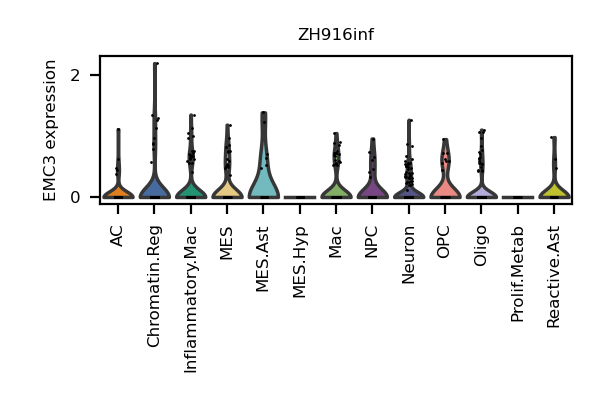 ZH916inf
EMC3 expression
2
0
AC
Chromatin.Reg
Inflammatory.Mac
MES
MES.Ast
MES.Hyp
Mac
NPC
Neuron
OPC
Oligo
Prolif.Metab
Reactive.Ast